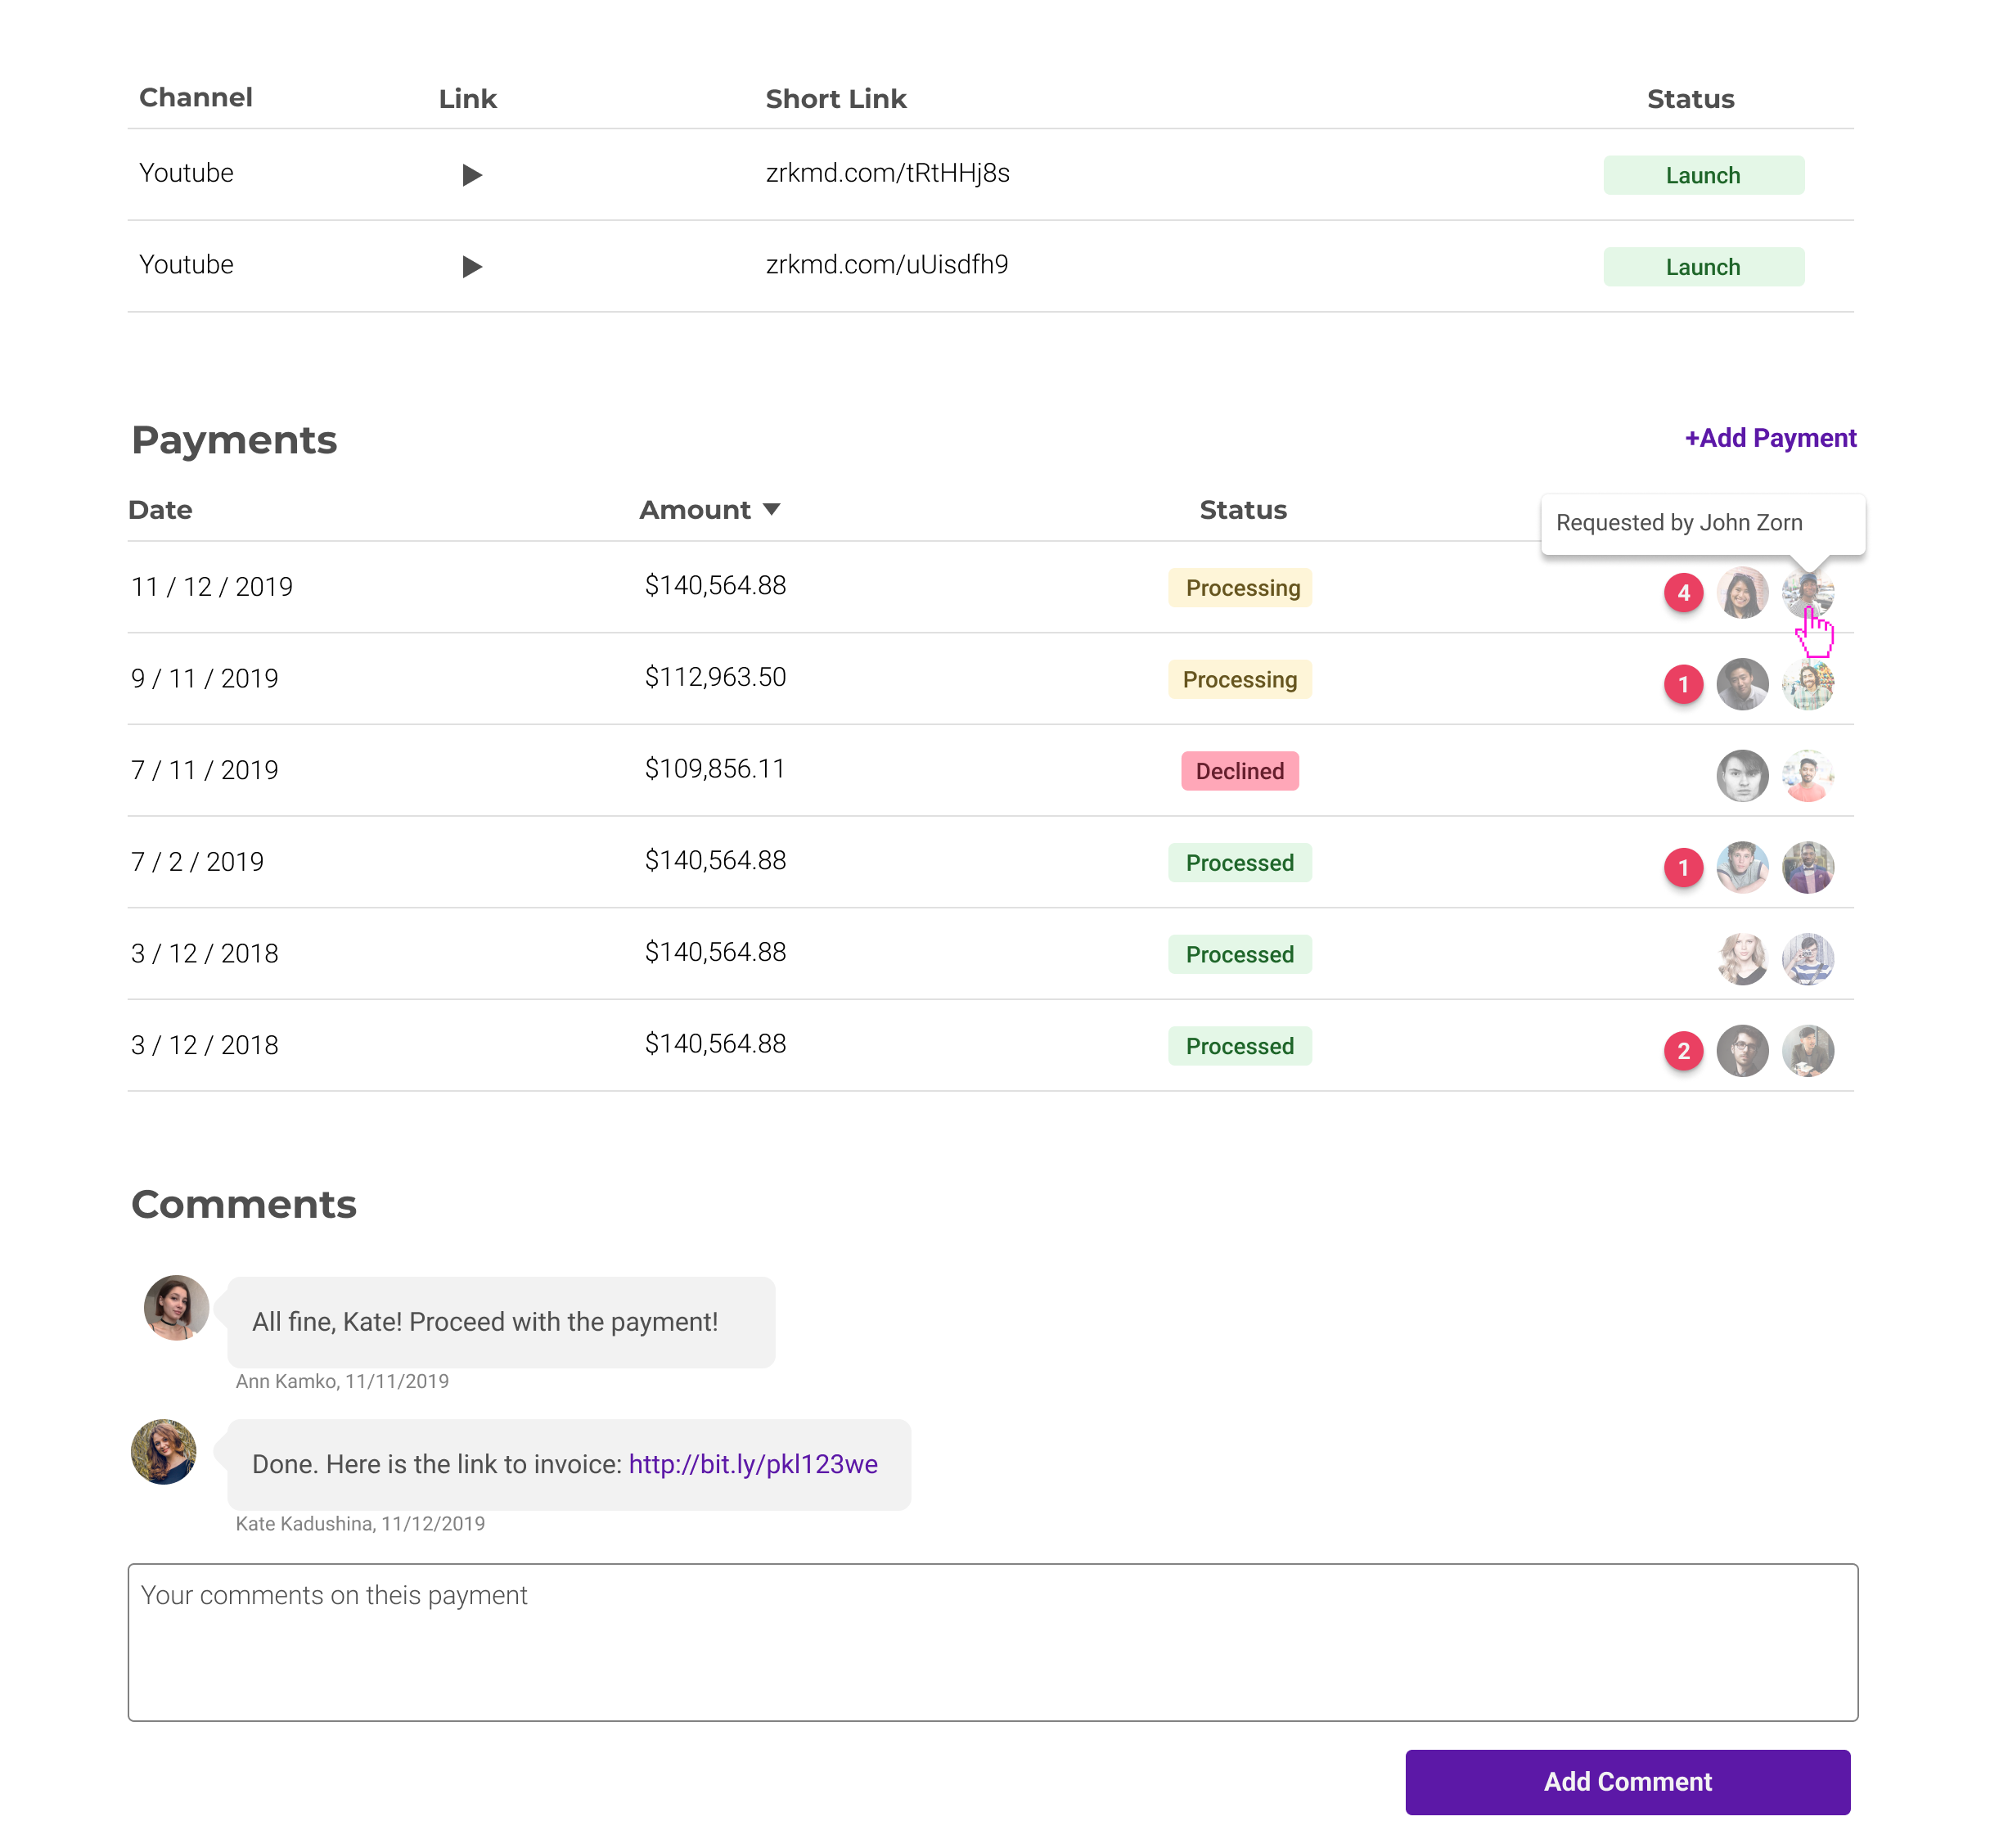 Channel Link Short Link Status
Youtube zrkmd.com/tRtHHj8s Launch
Youtube zrkmd.com/uUisdfh9 Launch
Payments +Add Payment
Date Amount Status
Requested by John Zorn
11 / 12 / 2019 $140,564.88 Processing 4
9 / 11 / 2019 $112,963.50 Processing 1
7 / 11 / 2019 $109,856.11 Declined
7 / 2 / 2019 $140,564.88 Processed 1
3 / 12 / 2018 $140,564.88 Processed
3 / 12 / 2018 $140,564.88 Processed 2
Comments
All fine, Kate! Proceed with the payment!
Ann Kamko, 11/11/2019
Done. Here is the link to invoice: http://bit.ly/pkl123we
Kate Kadushina, 11/12/2019
Your comments on theis payment
Add Comment